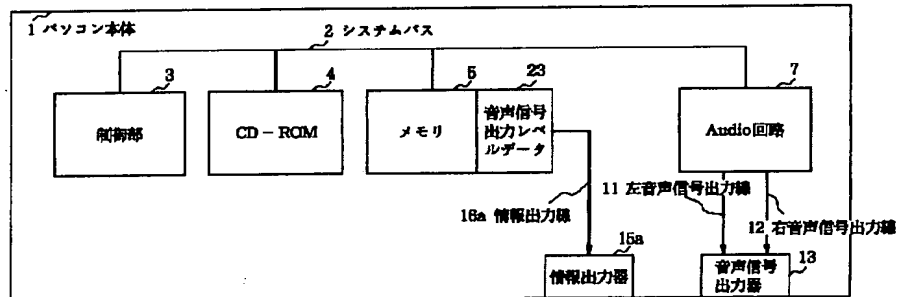 1 パソコン本体
2 システムバス
3
4
5
23
7
制御部
CD-ROM
メモリ
音声信号
出力レベ
ルデータ
Audio回路
11 左音声信号出力線
16a 情報出力線
12 右音声信号出力線
15a
13
情報出力器
音声信号
出力器